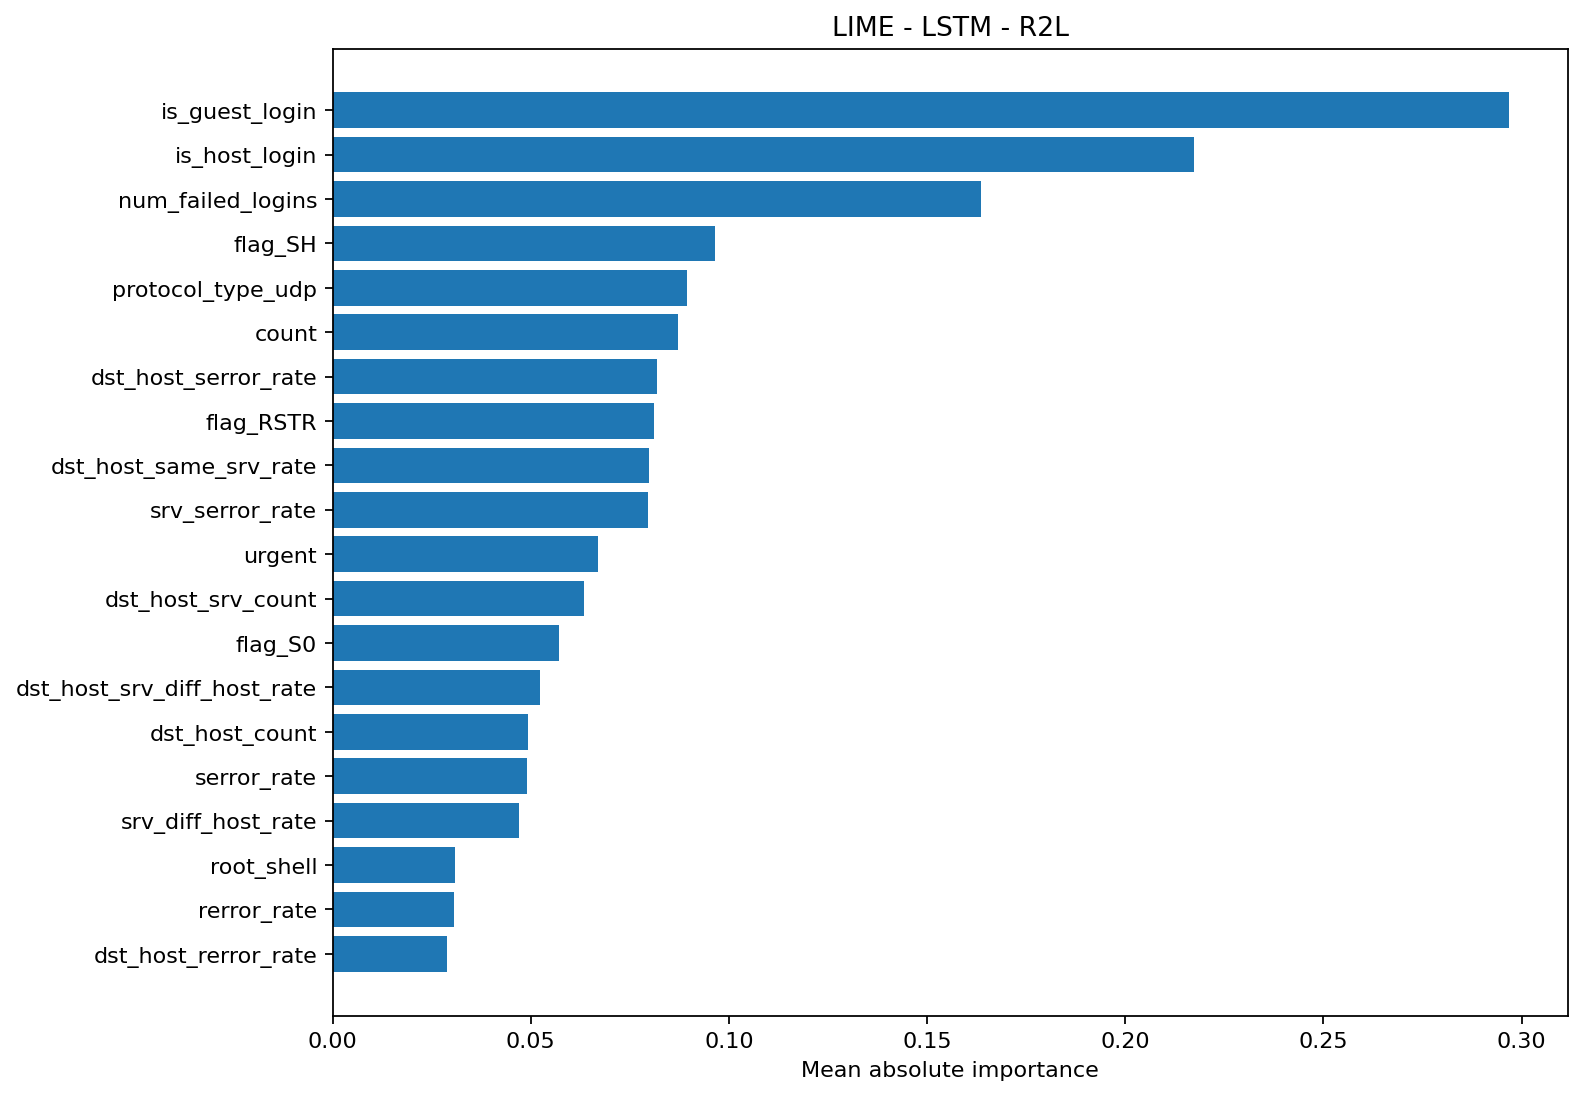 LIME - LSTM - R2L
is_guest_login
is_host_login
num_failed_logins
flag_SH
protocol_type_udp
count
dst_host_serror_rate
flag_RSTR
dst_host_same_srv_rate
srv_serror_rate
urgent
dst_host_srv_count
flag_S0
dst_host_srv_diff_host_rate
dst_host_count
serror_rate
srv_diff_host_rate
root_shell
rerror_rate
dst_host_rerror_rate
0.00 0.05 0.10 0.15 0.20 0.25 0.30
Mean absolute importance